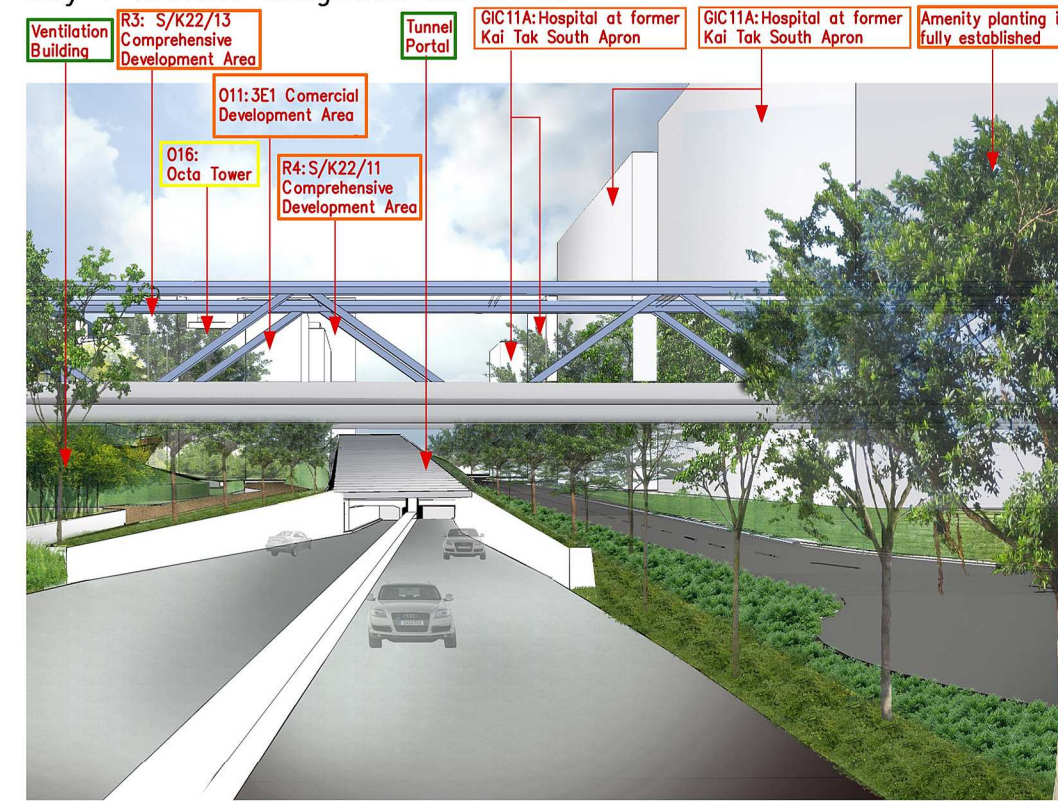 Ventilation
Building
R3: S/K22/13
Comprehensive
Development Area
Tunnel
Portal
GIC11A:Hospital at former
Kai Tak South Apron
GIC11A:Hospital at former
Kai Tak South Apron
Amenity planting i
fully established
O11:3E1 Comercial
Development Area
O16:
Octa Tower
R4:S/K22/11
Comprehensive
Development Area